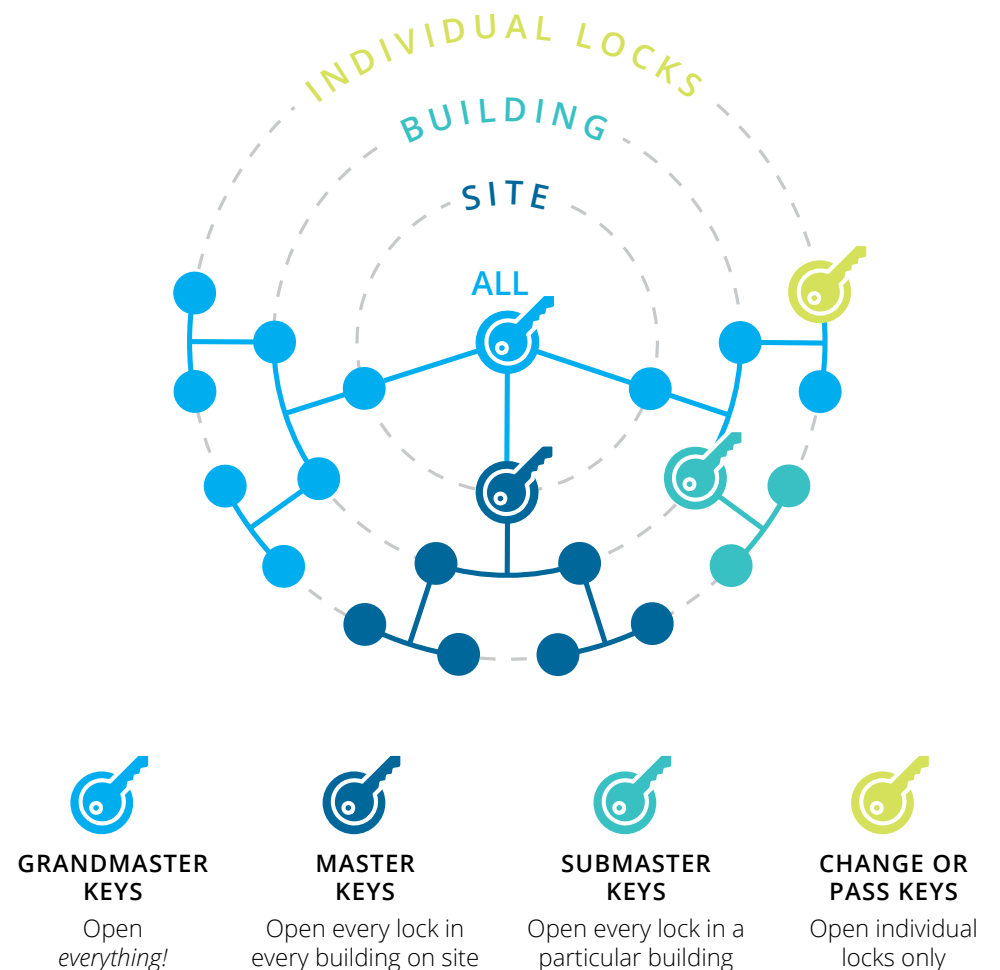 INDIVIDUAL LOCKS
BUILDING
SITE
ALL
GRANDMASTER
KEYS
Open
everything!
MASTER
KEYS
Open every lock in
every building on site
SUBMASTER
KEYS
Open every lock in a
particular building
CHANGE OR
PASS KEYS
Open individual
locks only